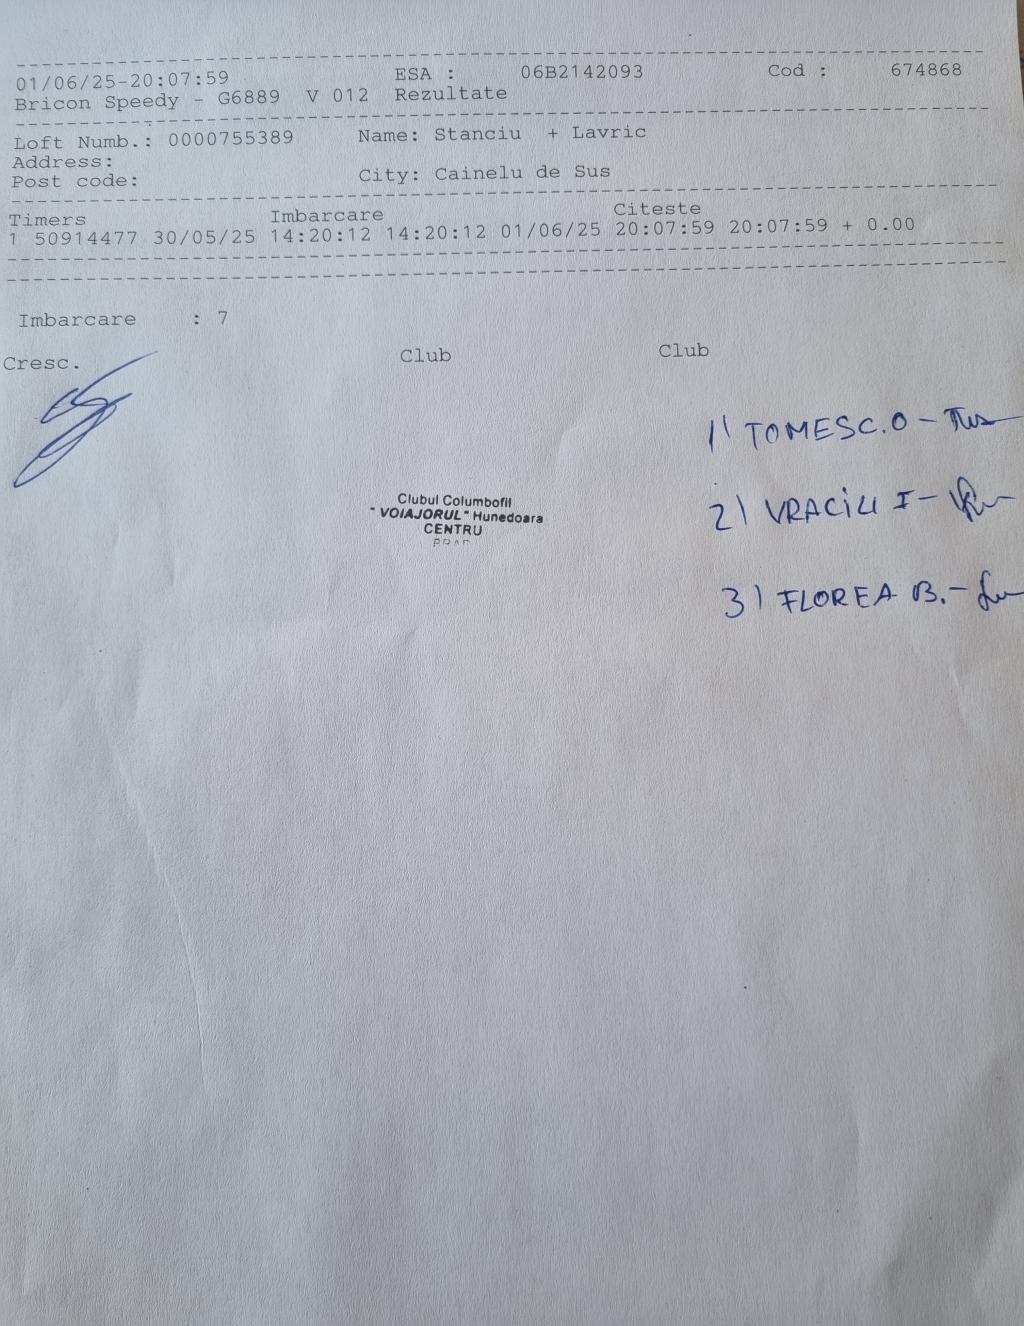 01/06/25-20:07:59 ESA : 06B2142093 Cod : 674868
Bricon Speedy - G6889 V 012 Rezultate
Loft Numb.: 0000755389 Name: Stanciu + Lavric
Address:
Post code: City: Cainelu de Sus
Timers Imbarcare Citeste
1 50914477 30/05/25 14:20:12 14:20:12 01/06/25 20:07:59 20:07:59 + 0.00
Imbarcare : 7
Cresc. Club Club
1) TOMESC.O -
Clubul Columbofil
"VOIAJORUL" Hunedoara
CENTRU
2) VRACIU I -
3) FLOREA B. -